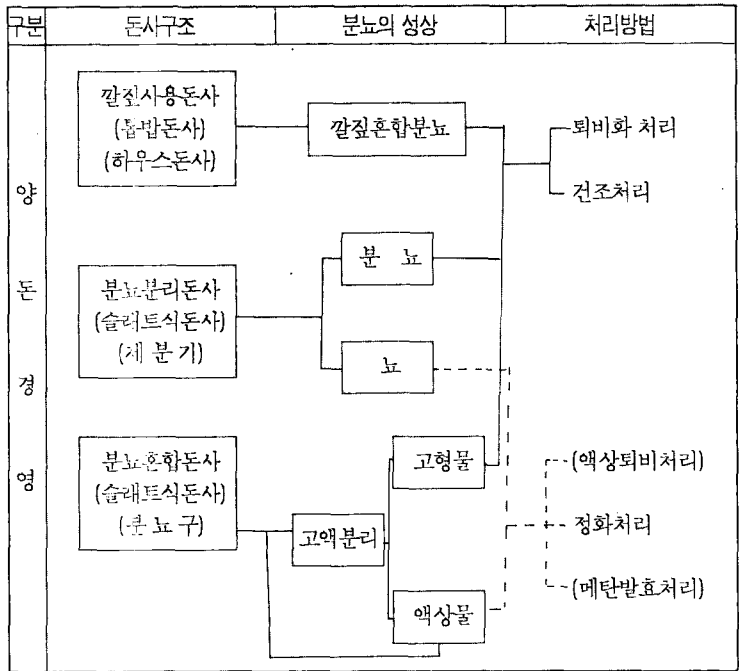 구분 돈사구조 분뇨의 성상 처리방법
양돈경영
깔짚사용돈사
(톱밥돈사)
(하우스돈사)
깔짚혼합분뇨
퇴비화 처리
건조처리
분뇨분리돈사
(슬래트식돈사)
(제 분 기)
분 뇨
뇨
분뇨혼합돈사
(슬래트식돈사)
(분 뇨 구)
고액분리
고형물
액상물
(액상퇴비처리)
정화처리
(메탄발효처리)